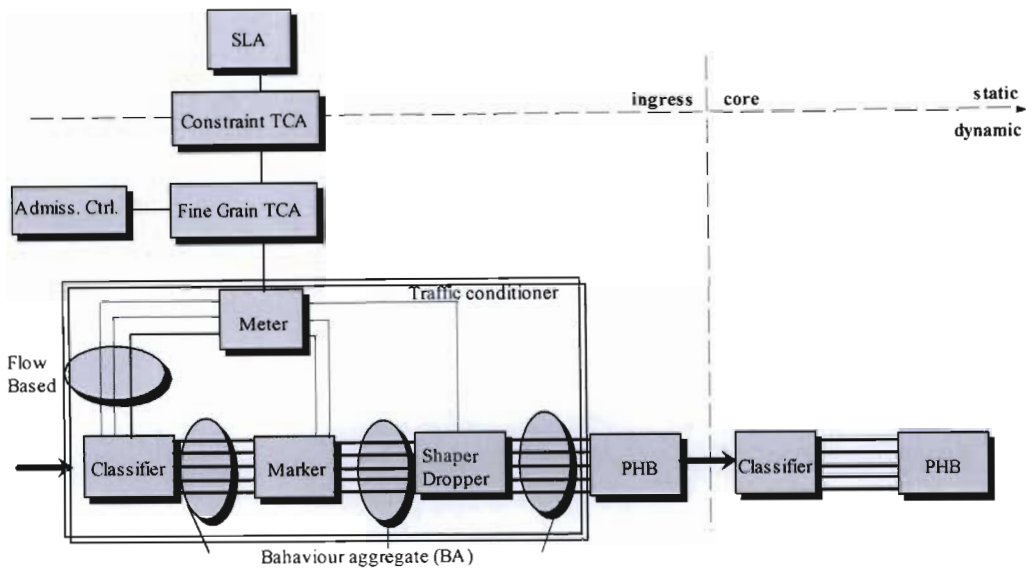 SLA
ingress
core
static
Constraint TCA
dynamic
Admiss. Ctrl.
Fine Grain TCA
Traffic conditioner
Meter
Flow
Based
Classifier
Marker
Shaper
Dropper
PHB
Classifier
PHB
Bahaviour aggregate (BA)